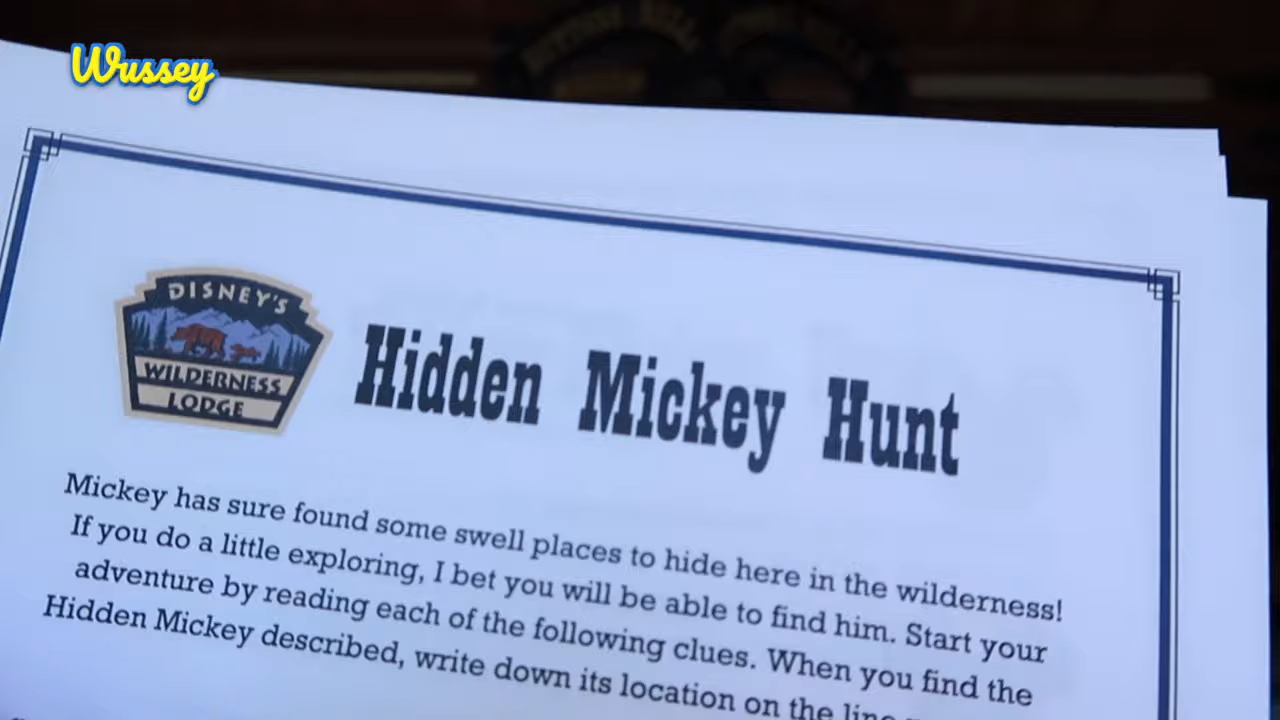 Wussey
DISNEY'S
WILDERNESS
LODGE
Hidden Mickey Hunt
Mickey has sure found some swell places to hide here in the wilderness!
If you do a little exploring, I bet you will be able to find him. Start your
adventure by reading each of the following clues. When you find the
Hidden Mickey described, write down its location on the line